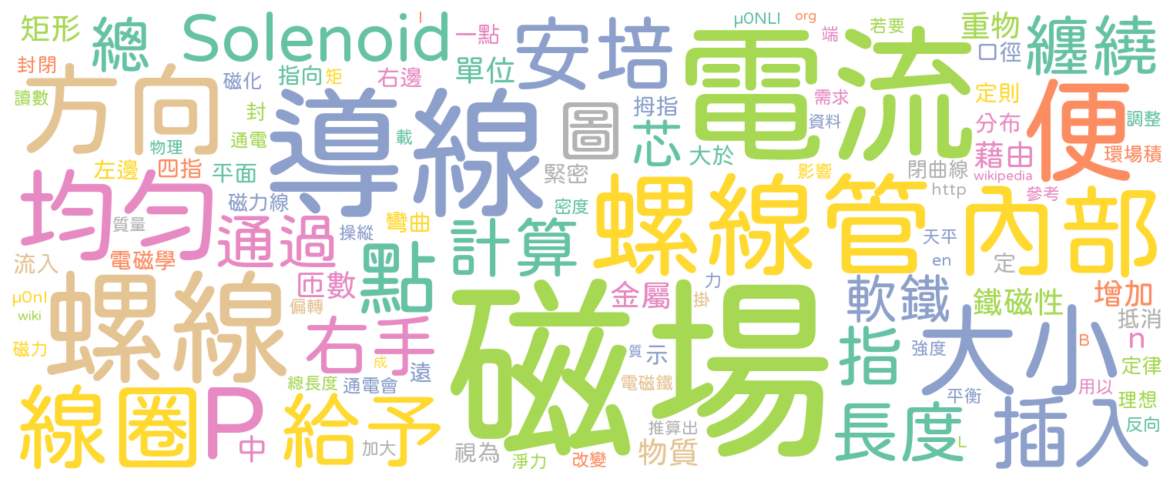 矩形 總 Solenoid 一點 安培 μ0NLI org 端 若要 重物 口徑 纏繞
封閉 方向 磁化 指向 矩 右邊 單位 電流 便
讀數 封 通電 導線 載 圖 拇指 芯 需求 資料 定則 分布 調整
物理 左邊 四指 平面 緊密 大於 影響 藉由 wikipedia 環場積
均勻 質量 通過 磁力線 操縱 彎曲 密度 螺線管 閉曲線 http 參考 內部
流入 電磁學 匝數 點 計算 天平 en 定
μ0nl wiki 螺線 偏轉 磁場 金屬 掛 力 軟鐵 鐵磁性 增加 抵消
磁力 右手 成 遠 質 示 指 強度 大小 B n 定律
線圈 P 中 總長度 通電會 給予 電磁鐵 平衡 用以 理想
加大 視為 淨力 改變 推算出 物質 長度 L 插入 反向
I